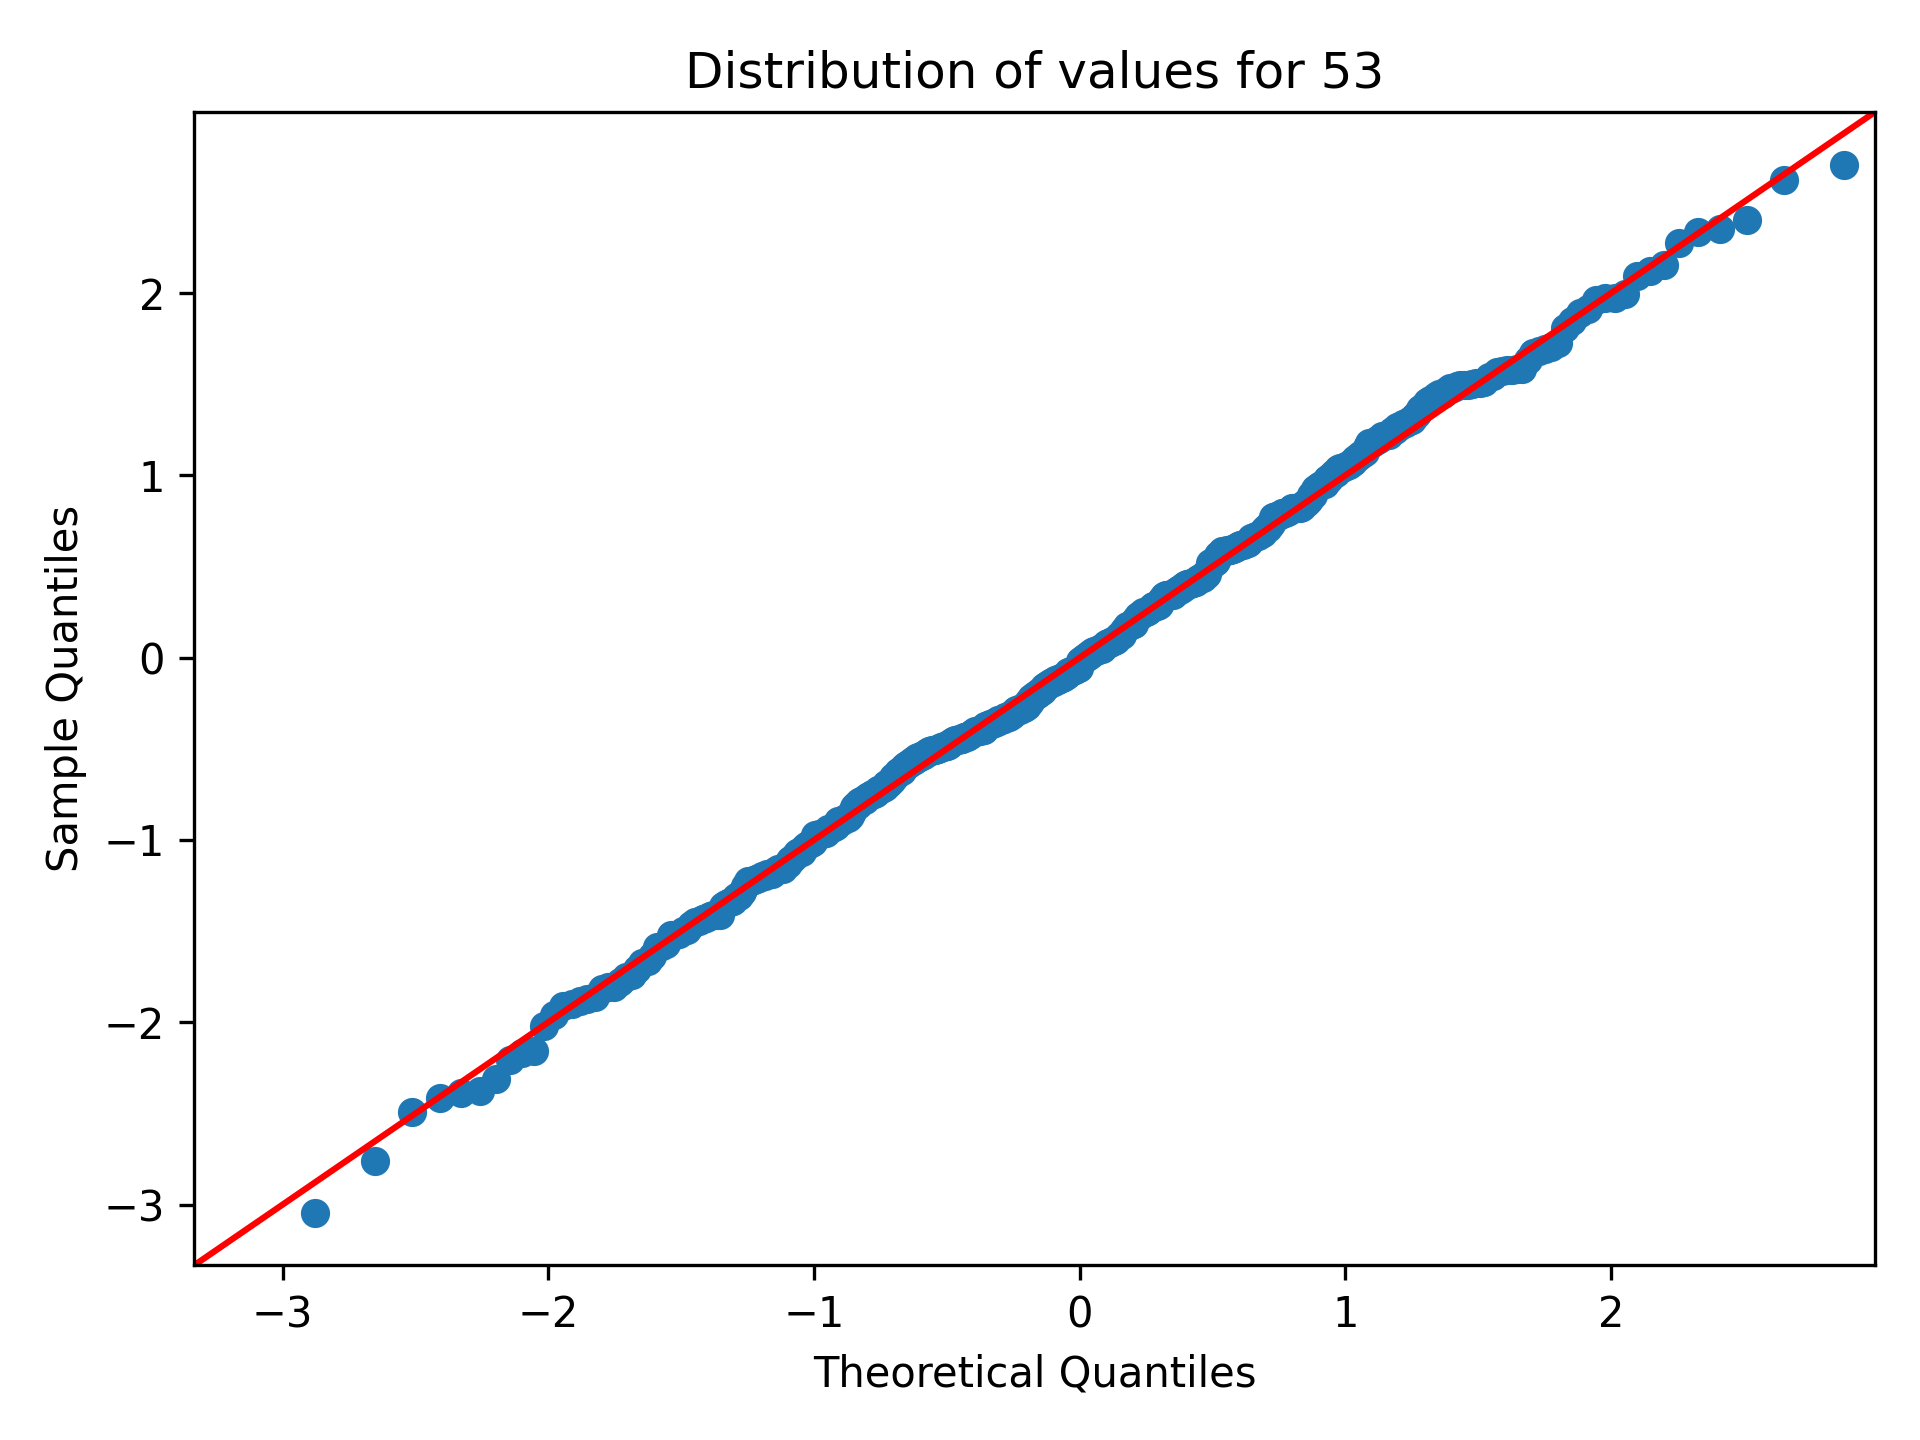 Distribution of values for 53
2
1
0
−1
−2
−3
Sample Quantiles
−3 −2 −1 0 1 2
Theoretical Quantiles